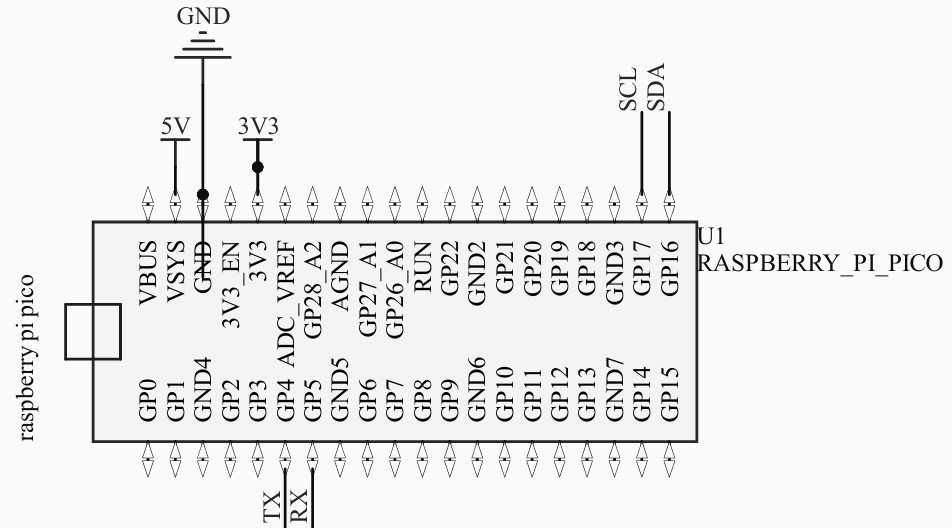 GND
5V
3V3
SCL
SDA
VBUS
VSYS
GND
3V3_EN
3V3
ADC_VREF
GP28_A2
AGND
GP27_A1
GP26_A0
RUN
GP22
GND2
GP21
GP20
GP19
GP18
GND3
GP17
GP16
U1
RASPBERRY_PI_PICO
raspberry pi pico
GP0
GP1
GND4
GP2
GP3
GP4
GP5
GND5
GP6
GP7
GP8
GP9
GND6
GP10
GP11
GP12
GP13
GND7
GP14
GP15
TX
RX